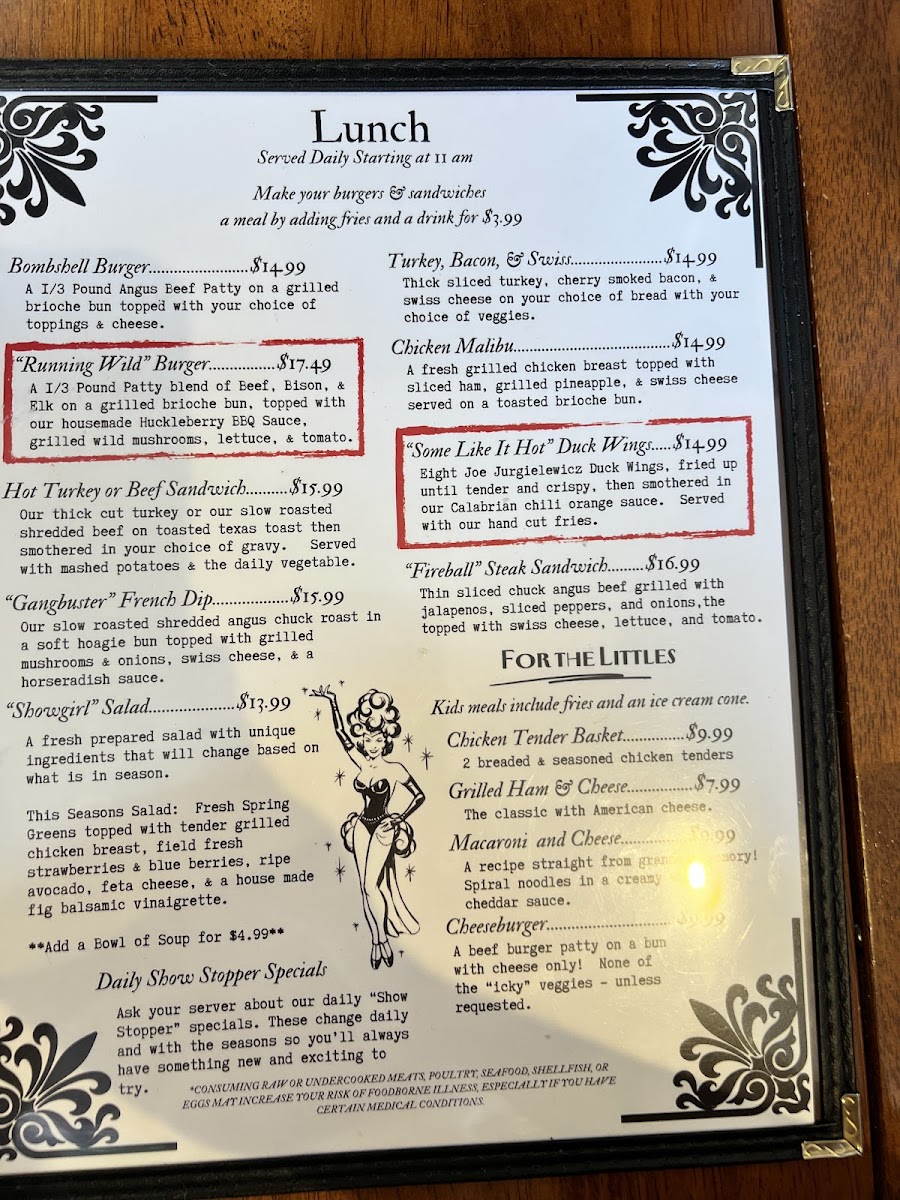 Lunch
Served Daily Starting at 11 am
Make your burgers & sandwiches
a meal by adding fries and a drink for $3.99
Bombshell Burger.........................$14.99
A 1/3 Pound Angus Beef Patty on a grilled
brioche bun topped with your choice of
toppings & cheese.
"Running Wild" Burger................$17.49
A 1/3 Pound Patty blend of Beef, Bison, &
Elk on a grilled brioche bun, topped with
our housemade Huckleberry BBQ Sauce,
grilled wild mushrooms, lettuce, & tomato.
Hot Turkey or Beef Sandwich..........$15.99
Our thick cut turkey or our slow roasted
shredded beef on toasted texas toast then
smothered in your choice of gravy. Served
with mashed potatoes & the daily vegetable.
"Gangbuster" French Dip...................$15.99
Our slow roasted shredded angus chuck roast in
a soft hoagie bun topped with grilled
mushrooms & onions, swiss cheese, & a
horseradish sauce.
"Showgirl" Salad......................$13.99
A fresh prepared salad with unique
ingredients that will change based on
what is in season.
This Seasons Salad: Fresh Spring
Greens topped with tender grilled
chicken breast, field fresh
strawberries & blue berries, ripe
avocado, feta cheese, & a house made
fig balsamic vinaigrette.
**Add a Bowl of Soup for $4.99**
Daily Show Stopper Specials
Ask your server about our daily "Show
Stopper" specials. These change daily
and with the seasons so you'll always
have something new and exciting to
try.
Turkey, Bacon, & Swiss.......................$14.99
Thick sliced turkey, cherry smoked bacon, &
swiss cheese on your choice of bread with your
choice of veggies.
Chicken Malibu.......................................$14.99
A fresh grilled chicken breast topped with
sliced ham, grilled pineapple, & swiss cheese
served on a toasted brioche bun.
"Some Like It Hot" Duck Wings.....$14.99
Eight Joe Jurgielewicz Duck Wings, fried up
until tender and crispy, then smothered in
our Calabrian chili orange sauce. Served
with our hand cut fries.
"Fireball" Steak Sandwich.........$16.99
Thin sliced chuck angus beef grilled with
jalapenos, sliced peppers, and onions,the
topped with swiss cheese, lettuce, and tomato.
FOR THE LITTLES
Kids meals include fries and an ice cream cone.
Chicken Tender Basket................$9.99
2 breaded & seasoned chicken tenders
Grilled Ham & Cheese................$7.99
The classic with American cheese.
Macaroni and Cheese................$9.99
A recipe straight from
Spiral noodles in a creamy
cheddar sauce.
Cheeseburger................................$9.99
A beef burger patty on a bun
with cheese only! None of
the "icky" veggies - unless
requested.
*CONSUMING RAW OR UNDERCOOKED MEATS, POULTRY, SEAFOOD, SHELLFISH, OR
EGGS MAY INCREASE YOUR RISK OF FOODBORNE ILLNESS, ESPECIALLY IF YOU HAVE
CERTAIN MEDICAL CONDITIONS.